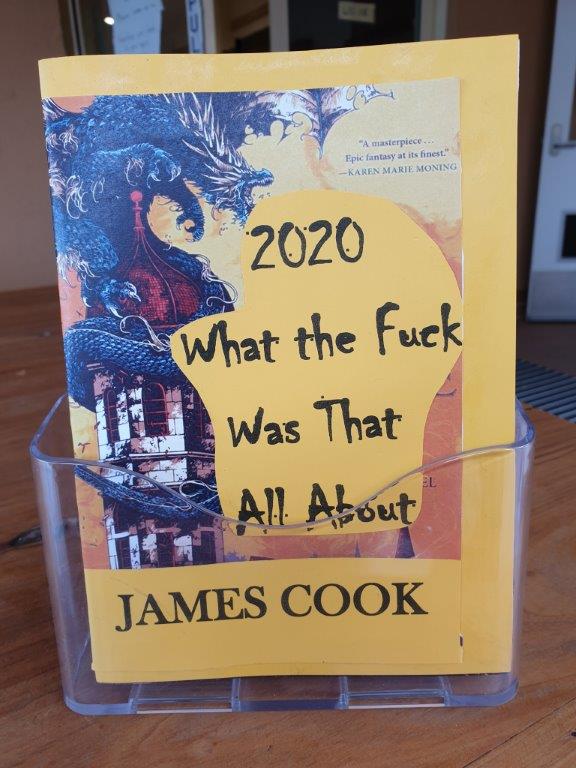 "A masterpiece...
Epic fantasy at its finest."
—KAREN MARIE MONING
2020
What the Fuck
Was That
All About
EL
JAMES COOK